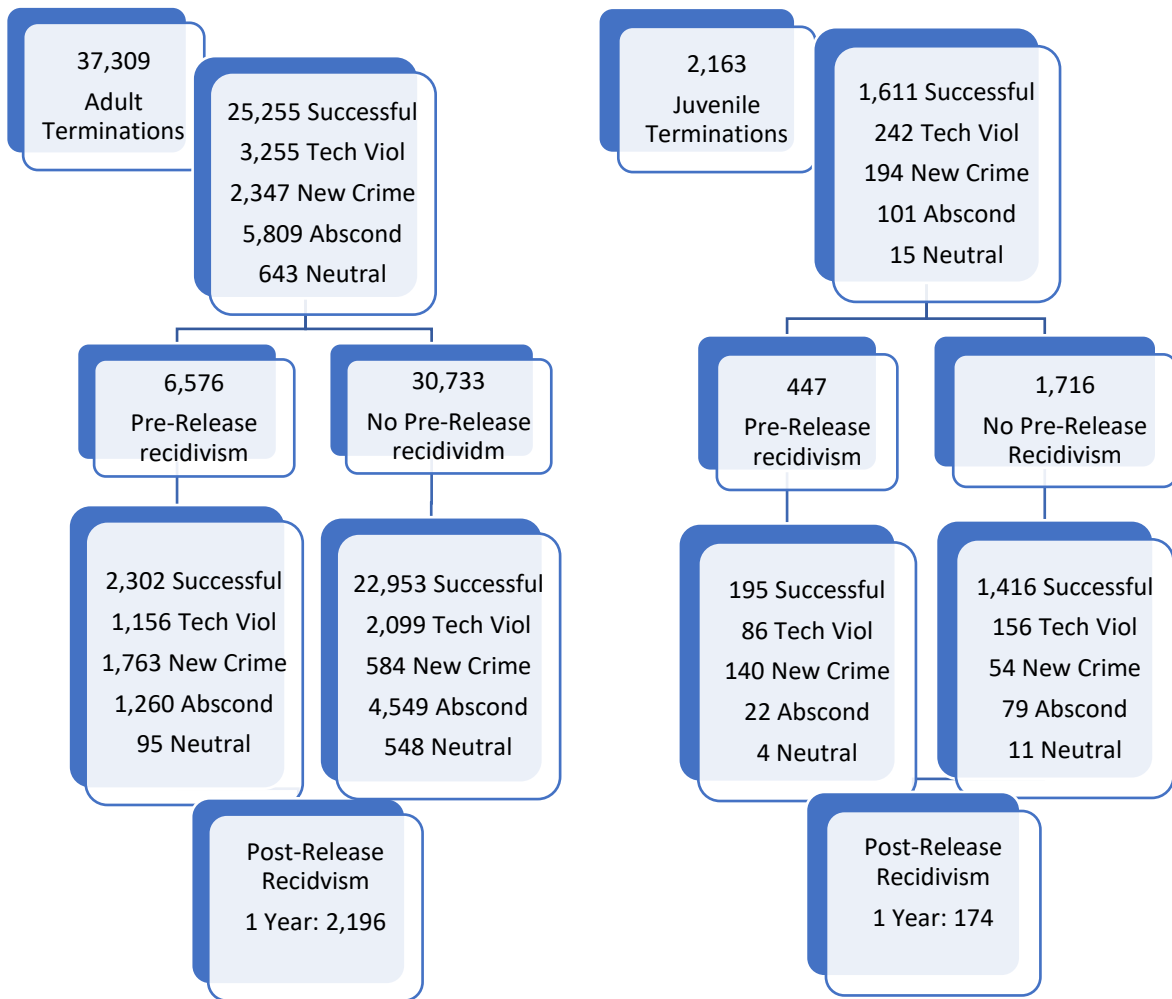 37,309
Adult
Terminations
25,255 Successful
3,255 Tech Viol
2,347 New Crime
5,809 Abscond
643 Neutral
6,576
Pre-Release
recidivism
30,733
No Pre-Release
recidividm
2,302 Successful
1,156 Tech Viol
1,763 New Crime
1,260 Abscond
95 Neutral
22,953 Successful
2,099 Tech Viol
584 New Crime
4,549 Abscond
548 Neutral
Post-Release
Recidvism
1 Year: 2,196
2,163
Juvenile
Terminations
1,611 Successful
242 Tech Viol
194 New Crime
101 Abscond
15 Neutral
447
Pre-Release
recidivism
1,716
No Pre-Release
Recidivism
195 Successful
86 Tech Viol
140 New Crime
22 Abscond
4 Neutral
1,416 Successful
156 Tech Viol
54 New Crime
79 Abscond
11 Neutral
Post-Release
Recidivism
1 Year: 174